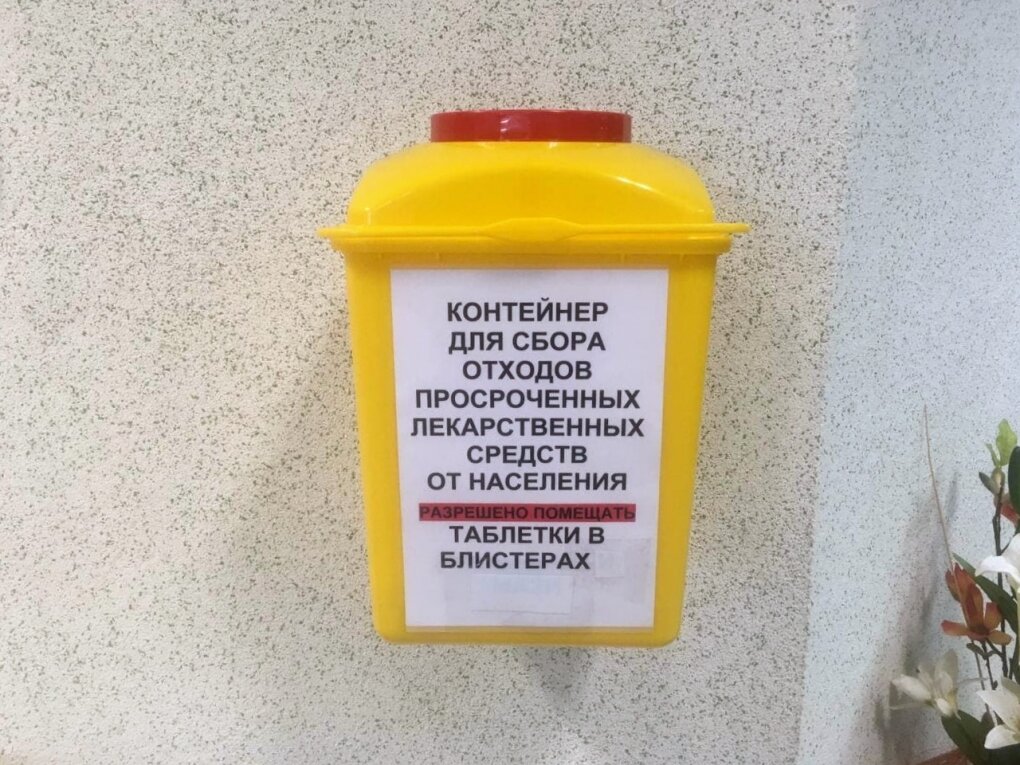 КОНТЕЙНЕР
ДЛЯ СБОРА
ОТХОДОВ
ПРОСРОЧЕННЫХ
ЛЕКАРСТВЕННЫХ
СРЕДСТВ
ОТ НАСЕЛЕНИЯ
РАЗРЕШЕНО ПОМЕЩАТЬ
ТАБЛЕТКИ В
БЛИСТЕРАХ